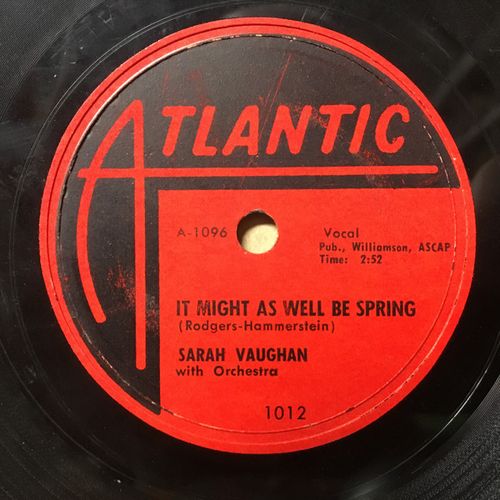 ATLANTIC
A-1096
Vocal
Pub., Williamson, ASCAP
Time: 2:52
IT MIGHT AS WELL BE SPRING
(Rodgers-Hammerstein)
SARAH VAUGHAN
with Orchestra
1012